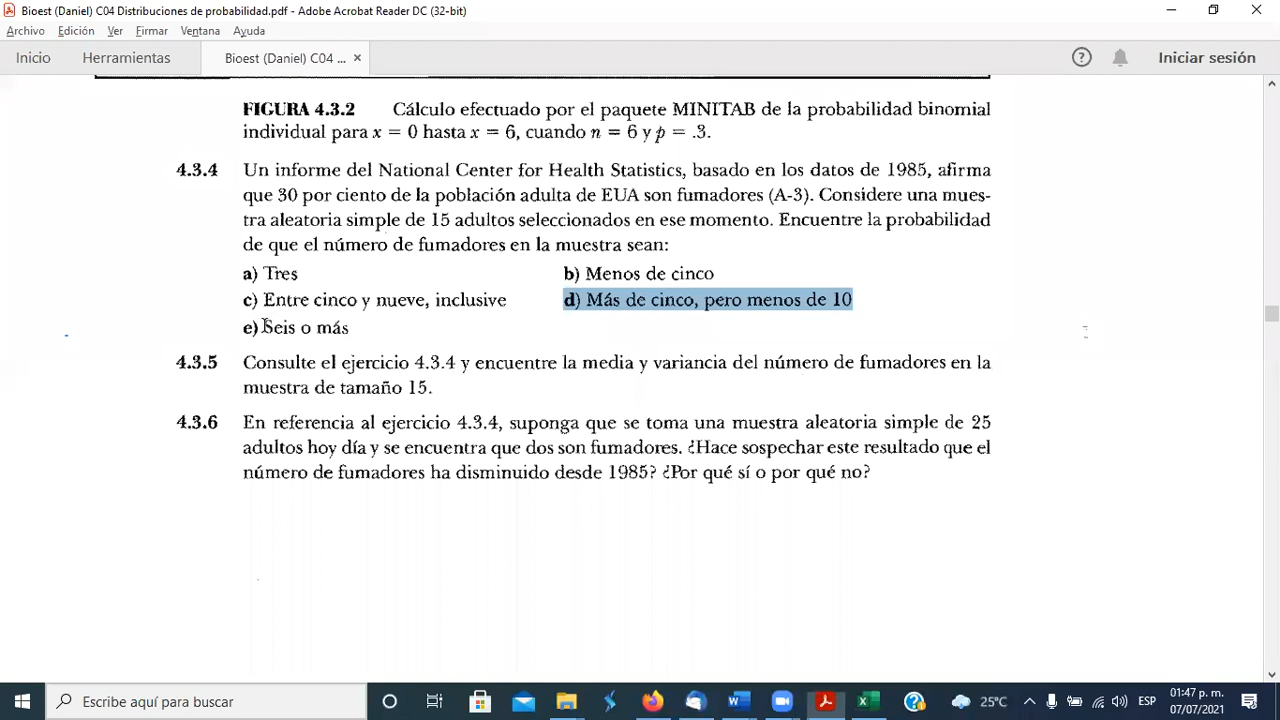 Bioest (Daniel) C04 Distribuciones de probabilidad.pdf - Adobe Acrobat Reader DC (32-bit)
Archivo Edición Ver Firmar Ventana Ayuda
Inicio Herramientas Bioest (Daniel) C04 ... × Iniciar sesión
FIGURA 4.3.2 Cálculo efectuado por el paquete MINITAB de la probabilidad binomial
individual para x = 0 hasta x = 6, cuando n = 6 y p = .3.
4.3.4 Un informe del National Center for Health Statistics, basado en los datos de 1985, afirma
que 30 por ciento de la población adulta de EUA son fumadores (A-3). Considere una mues-
tra aleatoria simple de 15 adultos seleccionados en ese momento. Encuentre la probabilidad
de que el número de fumadores en la muestra sean:
a) Tres b) Menos de cinco
c) Entre cinco y nueve, inclusive d) Más de cinco, pero menos de 10
e) Seis o más
4.3.5 Consulte el ejercicio 4.3.4 y encuentre la media y variancia del número de fumadores en la
muestra de tamaño 15.
4.3.6 En referencia al ejercicio 4.3.4, suponga que se toma una muestra aleatoria simple de 25
adultos hoy día y se encuentra que dos son fumadores. ¿Hace sospechar este resultado que el
número de fumadores ha disminuido desde 1985? ¿Por qué sí o por qué no?
Escribe aquí para buscar 25°C ESP 01:47 p. m.
07/07/2021